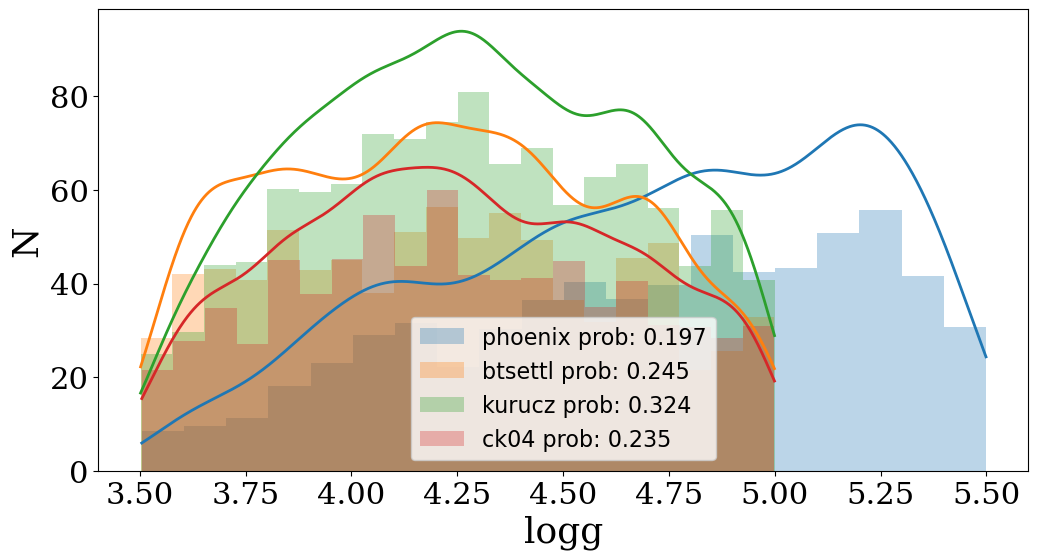 N
80
60
40
20
0
phoenix prob: 0.197
btsettl prob: 0.245
kurucz prob: 0.324
ck04 prob: 0.235
3.50 3.75 4.00 4.25 4.50 4.75 5.00 5.25 5.50
logg